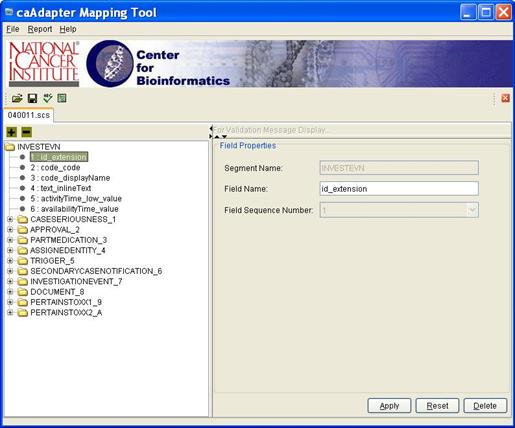 caAdapter Mapping Tool
File Report Help
NATIONAL CANCER INSTITUTE
Center for Bioinformatics
040011.scs
For Validation Message Display...
INVESTEVN
1 : id_extension
2 : code_code
3 : code_displayName
4 : text_inlineText
5 : activityTime_low_value
6 : availabilityTime_value
CASESERIOUSNESS_1
APPROVAL_2
PARTMEDICATION_3
ASSIGNEDENTITY_4
TRIGGER_5
SECONDARYCASENOTIFICATION_6
INVESTIGATIONEVENT_7
DOCUMENT_8
PERTAINSTOXX1_9
PERTAINSTOXX2_A
Field Properties
Segment Name: INVESTEVN
Field Name: id_extension
Field Sequence Number: 1
Apply Reset Delete